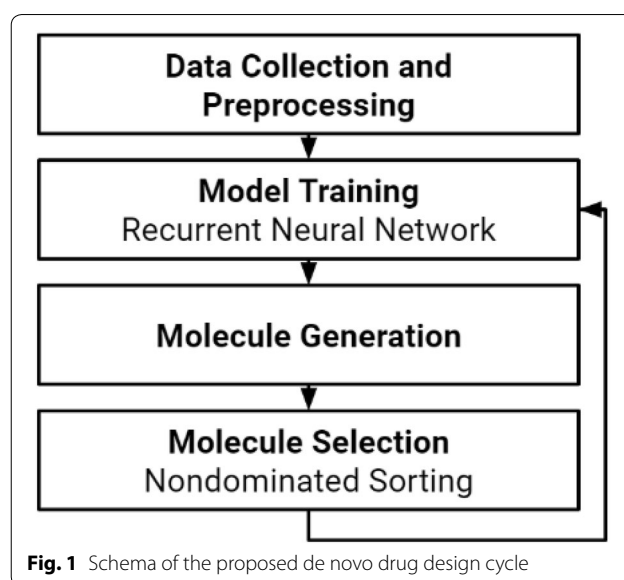 Data Collection and
Preprocessing
Model Training
Recurrent Neural Network
Molecule Generation
Molecule Selection
Nondominated Sorting
Fig. 1 Schema of the proposed de novo drug design cycle